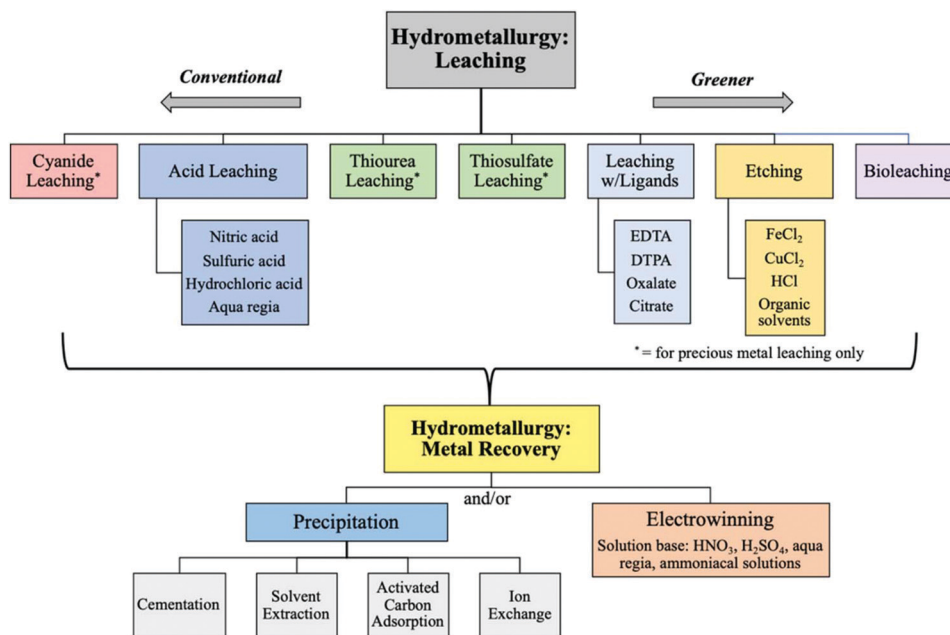 Hydrometallurgy:
Leaching
Conventional
Greener
Cyanide
Leaching*
Acid Leaching
Thiourea
Leaching*
Thiosulfate
Leaching*
Leaching
w/Ligands
Etching
Bioleaching
Nitric acid
Sulfuric acid
Hydrochloric acid
Aqua regia
EDTA
DTPA
Oxalate
Citrate
FeCl₂
CuCl₂
HCl
Organic
solvents
* = for precious metal leaching only
Hydrometallurgy:
Metal Recovery
and/or
Precipitation
Electrowinning
Solution base: HNO₃, H₂SO₄, aqua
regia, ammoniacal solutions
Cementation
Solvent
Extraction
Activated
Carbon
Adsorption
Ion
Exchange